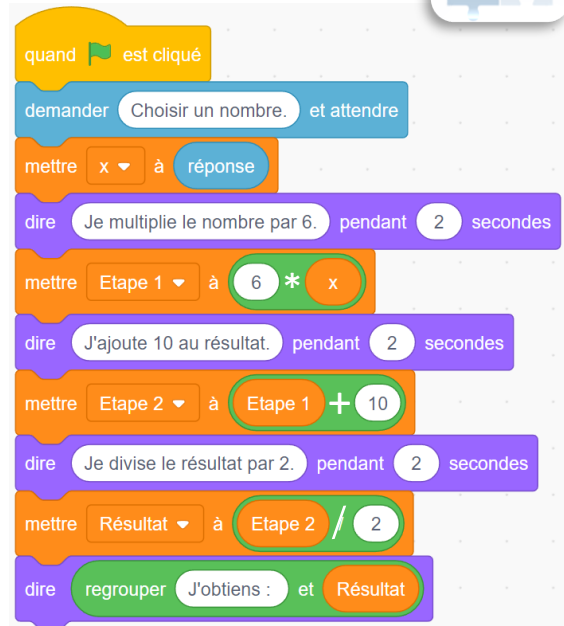 quand est cliqué
demander Choisir un nombre. et attendre
mettre x à réponse
dire Je multiplie le nombre par 6. pendant 2 secondes
mettre Etape 1 à 6 * x
dire J'ajoute 10 au résultat. pendant 2 secondes
mettre Etape 2 à Etape 1 + 10
dire Je divise le résultat par 2. pendant 2 secondes
mettre Résultat à Etape 2 / 2
dire regrouper J'obtiens : et Résultat